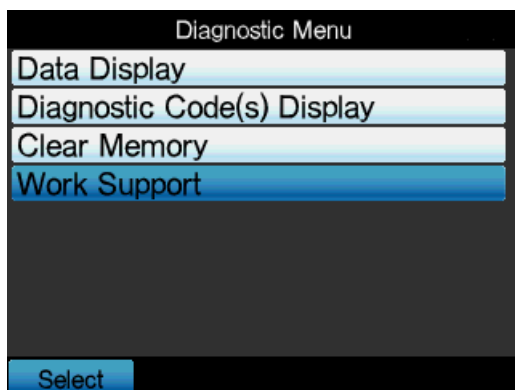 Diagnostic Menu
Data Display
Diagnostic Code(s) Display
Clear Memory
Work Support
Select